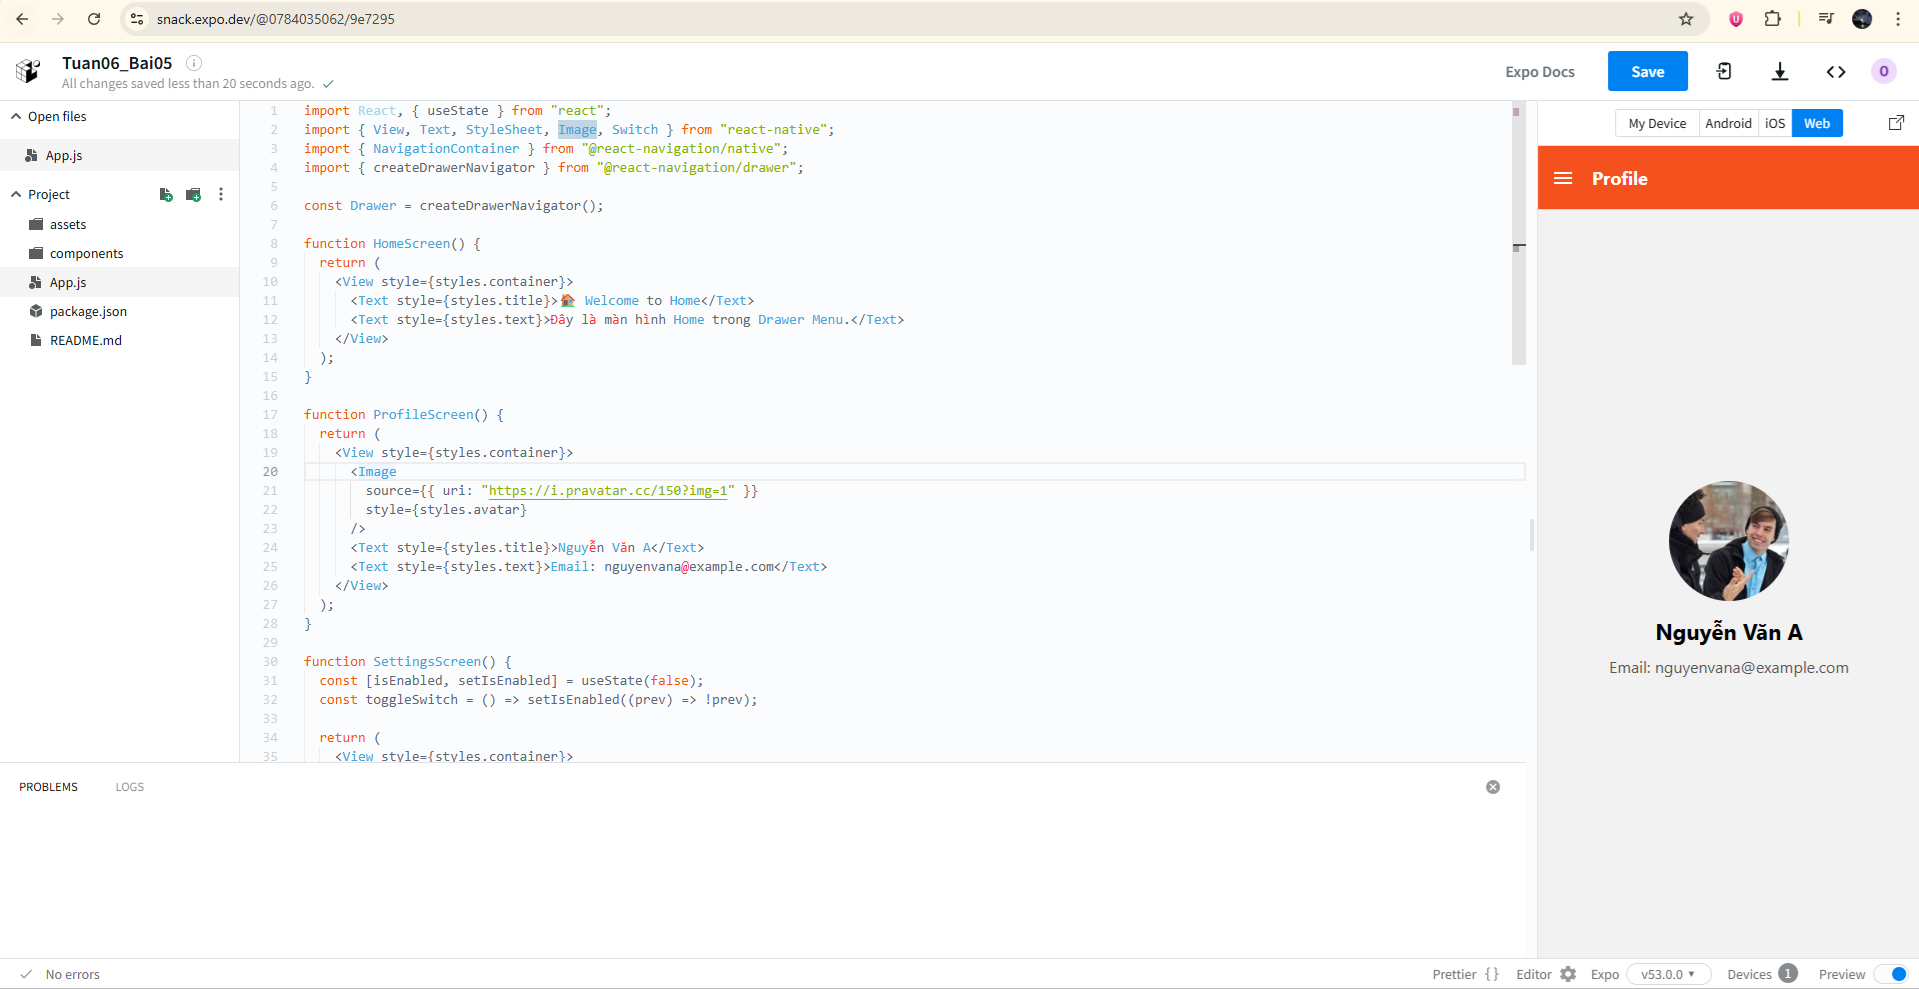 snack.expo.dev/@0784035062/9e7295
Tuan06_Bai05
All changes saved less than 20 seconds ago.
Expo Docs
Save
O
Open files
App.js
Project
assets
components
App.js
package.json
README.md
1 import React, { useState } from "react";
2 import { View, Text, StyleSheet, Image, Switch } from "react-native";
3 import { NavigationContainer } from "@react-navigation/native";
4 import { createDrawerNavigator } from "@react-navigation/drawer";
5
6 const Drawer = createDrawerNavigator();
7
8 function HomeScreen() {
9 return (
10 <View style={styles.container}>
11 <Text style={styles.title}>🏠 Welcome to Home</Text>
12 <Text style={styles.text}>Đây là màn hình Home trong Drawer Menu.</Text>
13 </View>
14 );
15 }
16
17 function ProfileScreen() {
18 return (
19 <View style={styles.container}>
20 <Image
21 source={{ uri: "https://i.pravatar.cc/150?img=1" }}
22 style={styles.avatar}
23 />
24 <Text style={styles.title}>Nguyễn Văn A</Text>
25 <Text style={styles.text}>Email: nguyenvana@example.com</Text>
26 </View>
27 );
28 }
29
30 function SettingsScreen() {
31 const [isEnabled, setIsEnabled] = useState(false);
32 const toggleSwitch = () => setIsEnabled((prev) => !prev);
33
34 return (
35 <View style={styles.container}>
My Device Android iOS Web
Profile
Nguyễn Văn A
Email: nguyenvana@example.com
PROBLEMS LOGS
No errors
Prettier {} Editor Expo v53.0.0 Devices 1 Preview